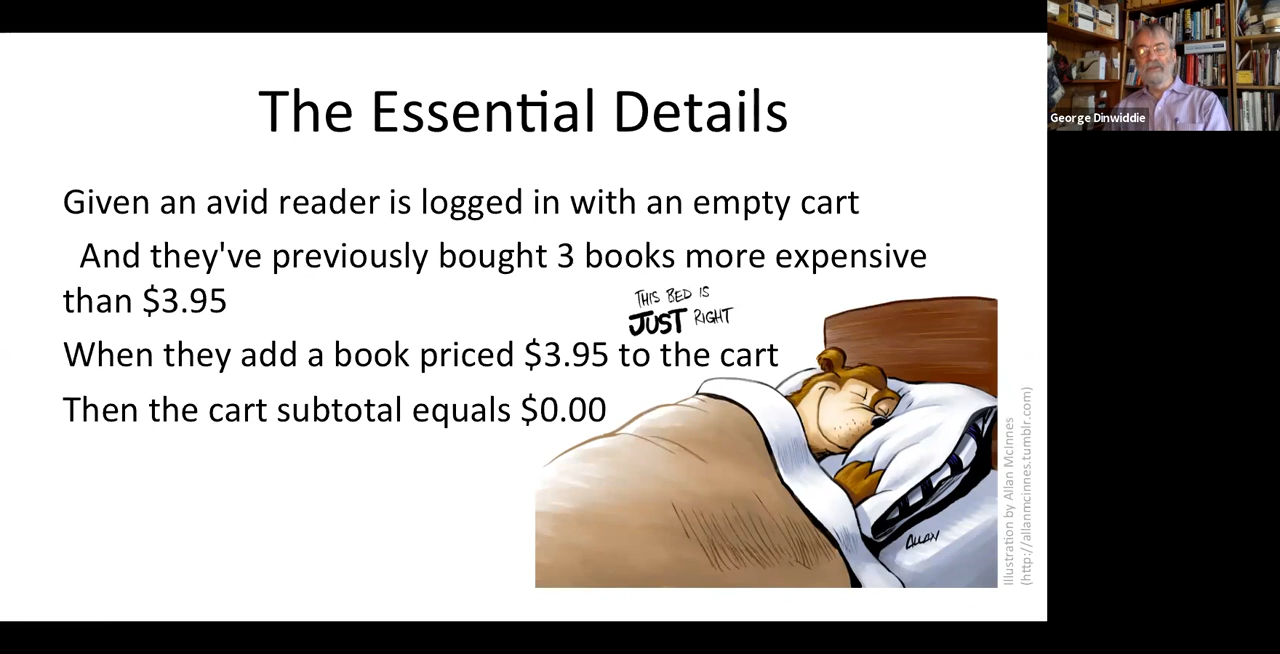 The Essential Details
Given an avid reader is logged in with an empty cart
And they've previously bought 3 books more expensive
than $3.95
THIS BED IS
JUST RIGHT
When they add a book priced $3.95 to the cart
Then the cart subtotal equals $0.00
ALLAN
Illustration by Allan McInnes
(http://allanmcinnes.tumblr.com)
George Dinwiddie